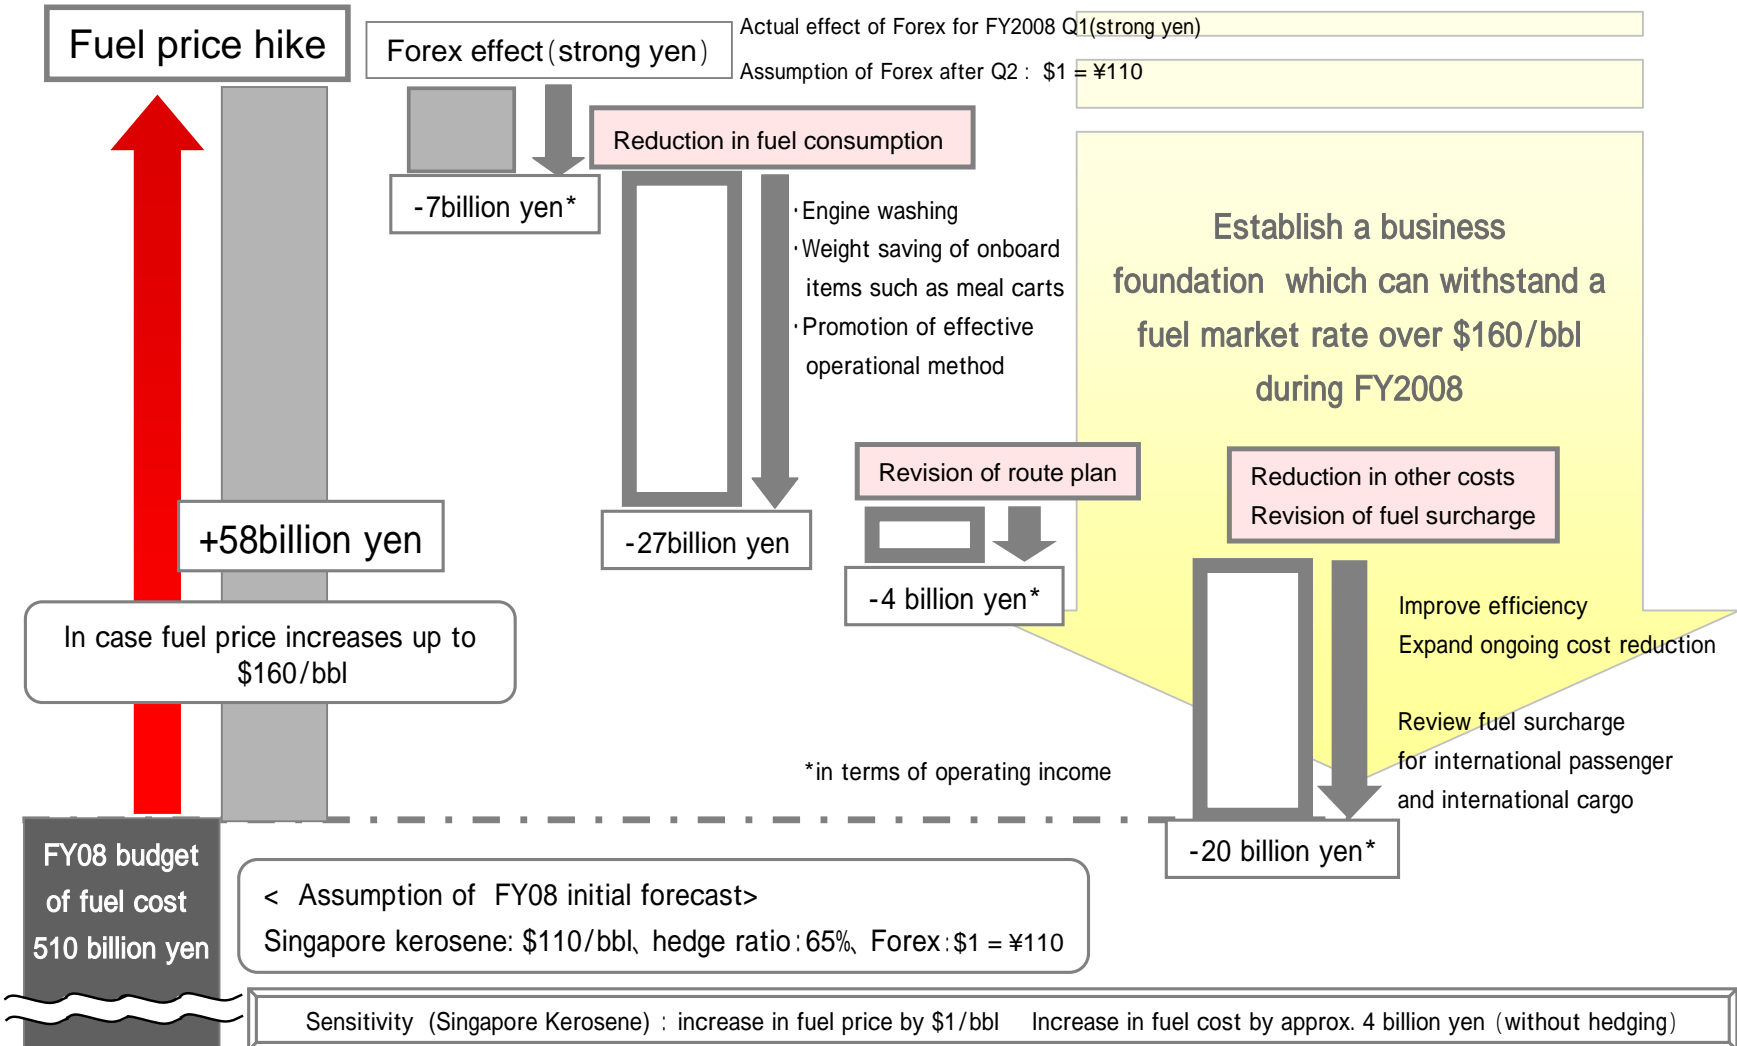 Fuel price hike
Forex effect(strong yen)
Actual effect of Forex for FY2008 Q1(strong yen)
Assumption of Forex after Q2 : $1 = ¥110
Reduction in fuel consumption
-7billion yen*
･Engine washing
･Weight saving of onboard
items such as meal carts
･Promotion of effective
operational method
Establish a business
foundation which can withstand a
fuel market rate over $160/bbl
during FY2008
Revision of route plan
Reduction in other costs
Revision of fuel surcharge
+58billion yen
-27billion yen
-4 billion yen*
In case fuel price increases up to
$160/bbl
Improve efficiency
Expand ongoing cost reduction
Review fuel surcharge
for international passenger
and international cargo
*in terms of operating income
-20 billion yen*
FY08 budget
of fuel cost
510 billion yen
< Assumption of FY08 initial forecast>
Singapore kerosene: $110/bbl、hedge ratio:65%、Forex:$1 = ¥110
Sensitivity (Singapore Kerosene) : increase in fuel price by $1/bbl Increase in fuel cost by approx. 4 billion yen (without hedging)